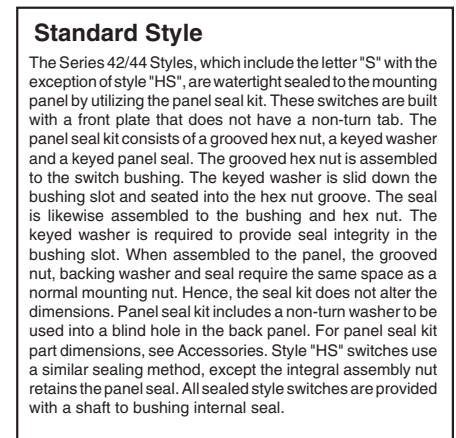 Standard Style
The Series 42/44 Styles, which include the letter "S" with the
exception of style "HS", are watertight sealed to the mounting
panel by utilizing the panel seal kit. These switches are built
with a front plate that does not have a non-turn tab. The
panel seal kit consists of a grooved hex nut, a keyed washer
and a keyed panel seal. The grooved hex nut is assembled
to the switch bushing. The keyed washer is slid down the
bushing slot and seated into the hex nut groove. The seal
is likewise assembled to the bushing and hex nut. The
keyed washer is required to provide seal integrity in the
bushing slot. When assembled to the panel, the grooved
nut, backing washer and seal require the same space as a
normal mounting nut. Hence, the seal kit does not alter the
dimensions. Panel seal kit includes a non-turn washer to be
used into a blind hole in the back panel. For panel seal kit
part dimensions, see Accessories. Style "HS" switches use
a similar sealing method, except the integral assembly nut
retains the panel seal. All sealed style switches are provided
with a shaft to bushing internal seal.